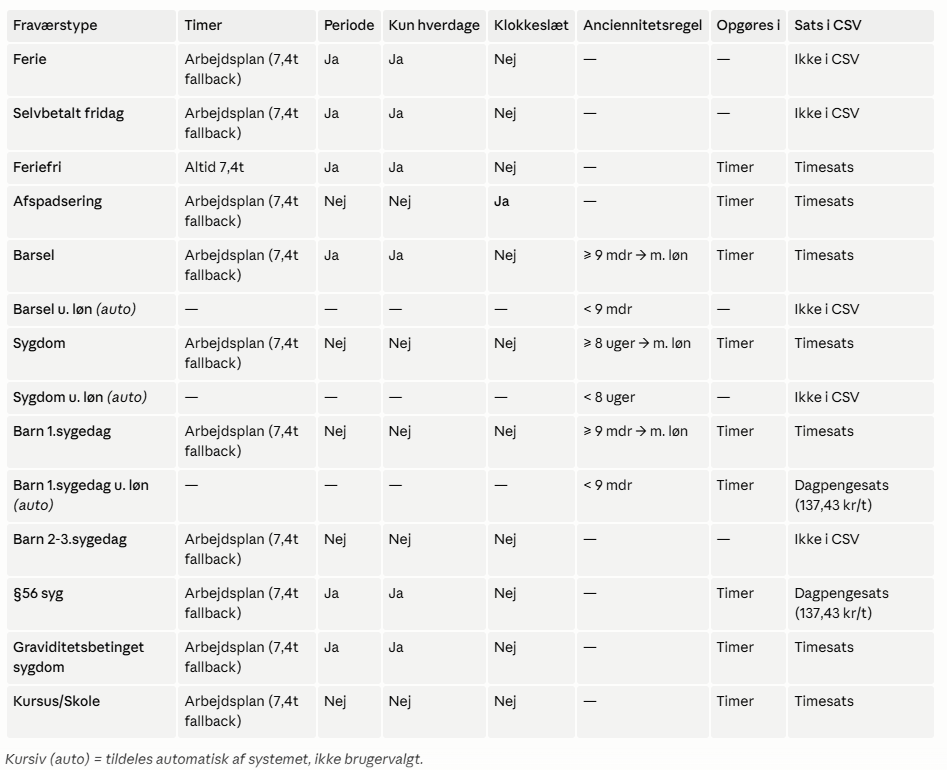 Fraværstype Timer Periode Kun hverdage Klokkeslæt Anciennitetsregel Opgøres i Sats i CSV
Ferie Arbejdsplan (7,4t Ja Ja Nej — — Ikke i CSV
fallback)
Selvbetalt fridag Arbejdsplan (7,4t Ja Ja Nej — — Ikke i CSV
fallback)
Feriefri Altid 7,4t Ja Ja Nej — Timer Timesats
Afspadsering Arbejdsplan (7,4t Nej Nej Ja — Timer Timesats
fallback)
Barsel Arbejdsplan (7,4t Ja Ja Nej ≥ 9 mdr → m. løn Timer Timesats
fallback)
Barsel u. løn (auto) — — — — < 9 mdr — Ikke i CSV
Sygdom Arbejdsplan (7,4t Nej Nej Nej ≥ 8 uger → m. løn Timer Timesats
fallback)
Sygdom u. løn (auto) — — — — < 8 uger — Ikke i CSV
Barn 1.sygedag Arbejdsplan (7,4t Nej Nej Nej ≥ 9 mdr → m. løn Timer Timesats
fallback)
Barn 1.sygedag u. løn — — — — < 9 mdr Timer Dagpengesats
(auto) (137,43 kr/t)
Barn 2-3.sygedag Arbejdsplan (7,4t Nej Nej Nej — — Ikke i CSV
fallback)
§56 syg Arbejdsplan (7,4t Ja Ja Nej — Timer Dagpengesats
fallback) (137,43 kr/t)
Graviditetsbetinget Arbejdsplan (7,4t Ja Ja Nej — Timer Timesats
sygdom fallback)
Kursus/Skole Arbejdsplan (7,4t Nej Nej Nej — Timer Timesats
fallback)
Kursiv (auto) = tildeles automatisk af systemet, ikke brugervalgt.